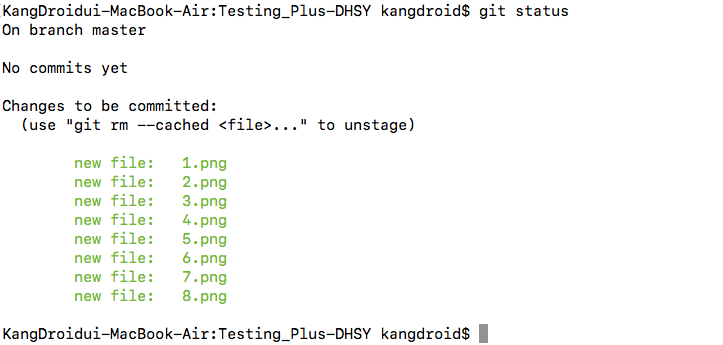 KangDroidui-MacBook-Air:Testing_Plus-DHSY kangdroid$ git status
On branch master

No commits yet

Changes to be committed:
  (use "git rm --cached <file>..." to unstage)

        new file:   1.png
        new file:   2.png
        new file:   3.png
        new file:   4.png
        new file:   5.png
        new file:   6.png
        new file:   7.png
        new file:   8.png

KangDroidui-MacBook-Air:Testing_Plus-DHSY kangdroid$